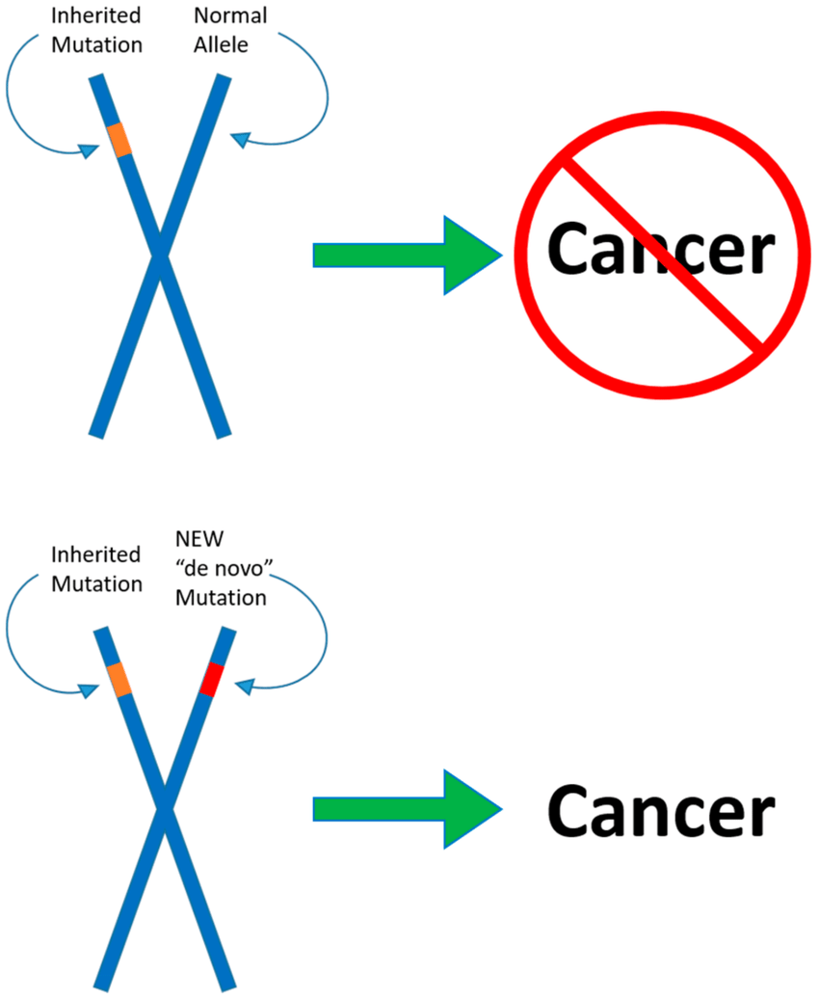 Inherited
Mutation
Normal
Allele
Cancer
Inherited
Mutation
NEW
“de novo”
Mutation
Cancer